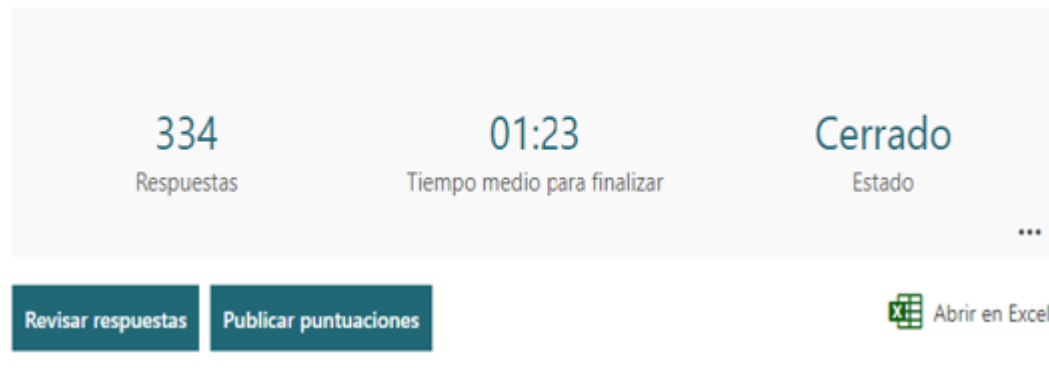 334 01:23 Cerrado
Respuestas Tiempo medio para finalizar Estado
...
Revisar respuestas Publicar puntuaciones Abrir en Excel